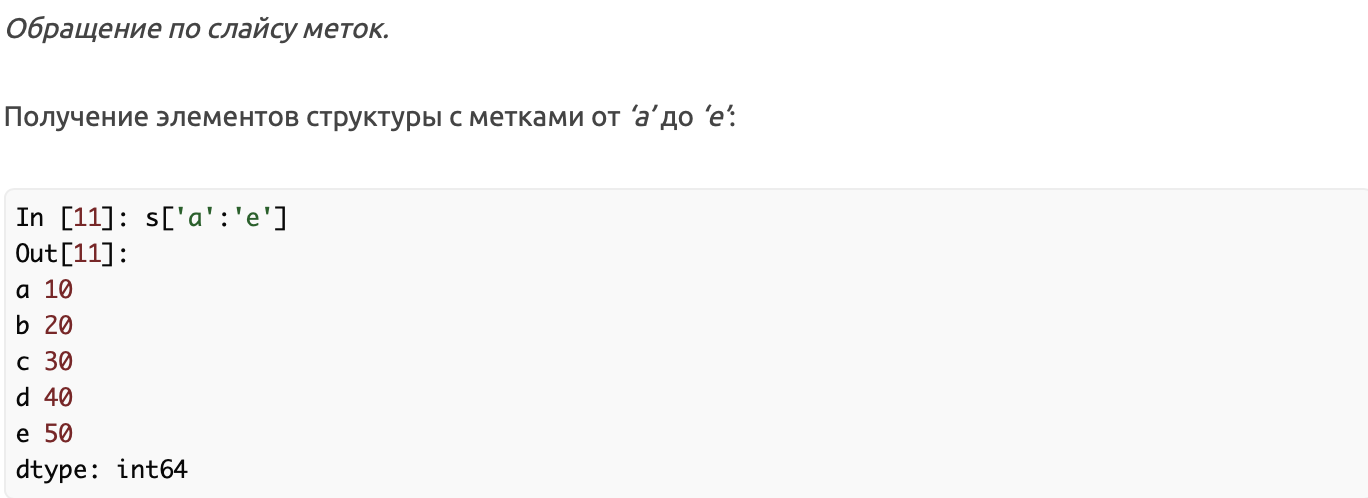 Обращение по слайсу меток.
Получение элементов структуры с метками от ‘a’ до ‘e’:
In [11]: s['a':'e']
Out[11]:
a 10
b 20
c 30
d 40
e 50
dtype: int64